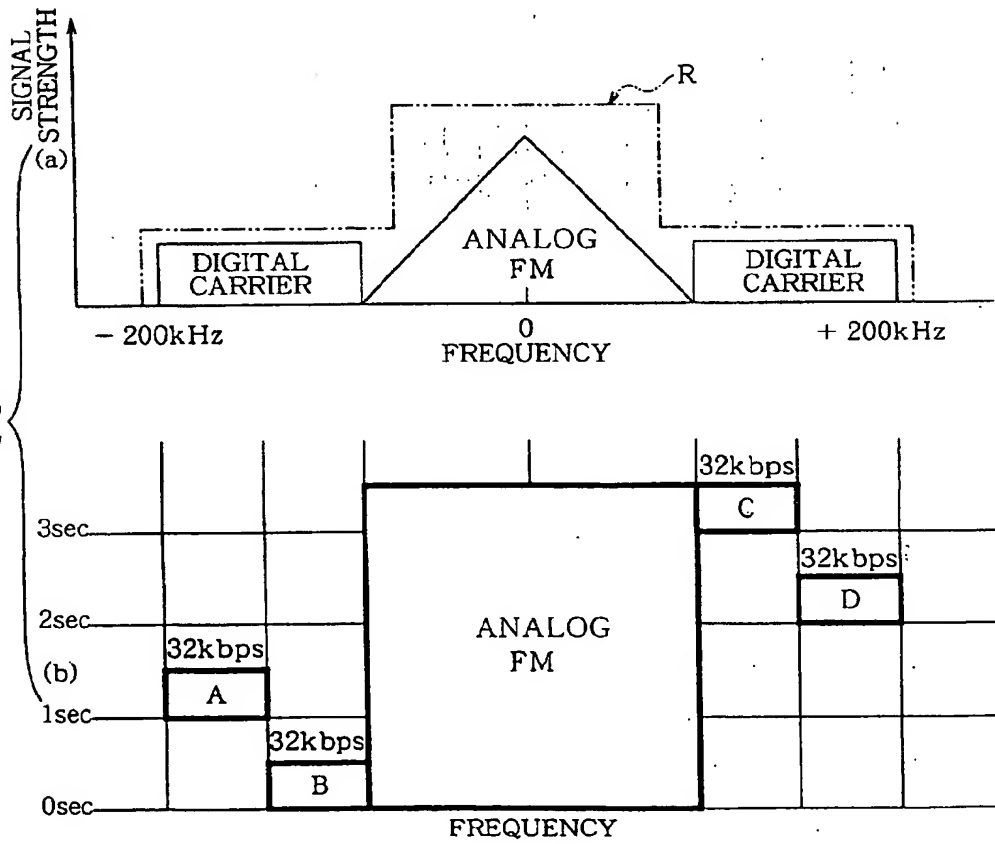 SIGNAL
STRENGTH
(a)
R
ANALOG
FM
DIGITAL
CARRIER
DIGITAL
CARRIER
− 200kHz
0
+ 200kHz
FREQUENCY
32kbps
C
3sec
32kbps
D
2sec
ANALOG
FM
32kbps
(b)
A
1sec
32kbps
B
0sec
FREQUENCY